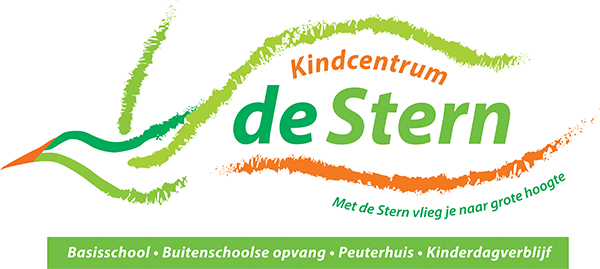 Kindcentrum
de Stern
Met de Stern vlieg je naar grote hoogte
Basisschool • Buitenschoolse opvang • Peuterhuis • Kinderdagverblijf